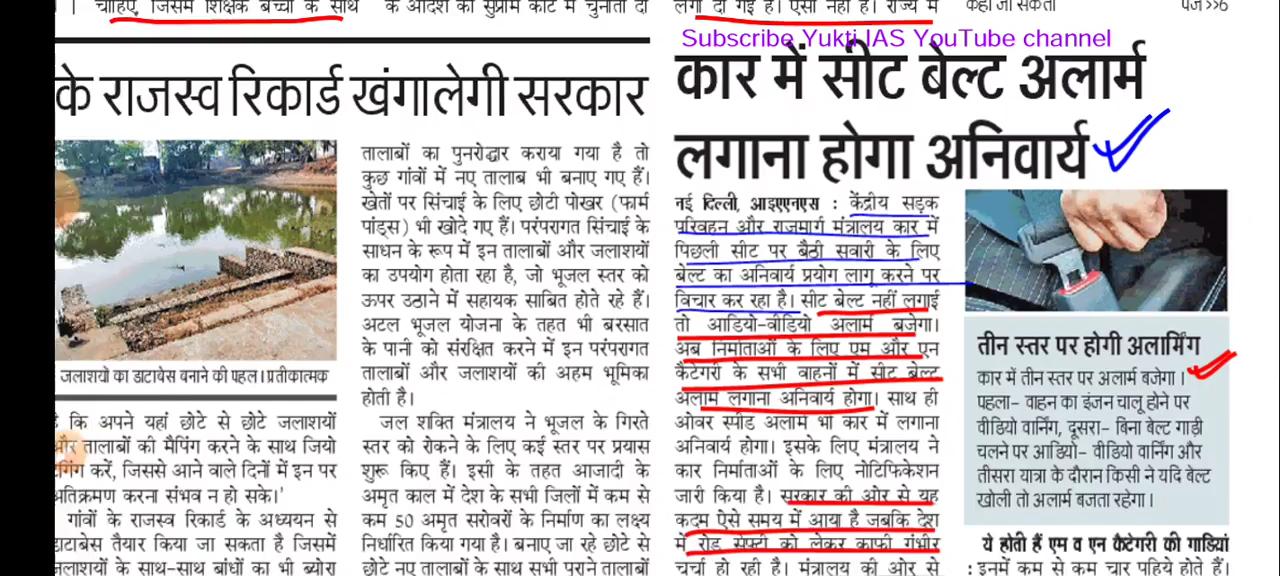 । चाहिए, जिसमें शिक्षक बच्चों के साथ
के आदेश को सुप्रीम कोर्ट में चुनौती दी
लगा दी गई है। ऐसा नहीं है। राज्य में
कहा जा सकता
पेज>>6
Subscribe Yukti IAS YouTube channel
के राजस्व रिकार्ड खंगालेगी सरकार
जलाशयों का डाटाबेस बनाने की पहल। प्रतीकात्मक
है कि अपने यहां छोटे से छोटे जलाशयों
और तालाबों की मैपिंग करने के साथ जियो
टैगिंग करें, जिससे आने वाले दिनों में इन पर
अतिक्रमण करना संभव न हो सके।'
गांवों के राजस्व रिकार्ड के अध्ययन से
डाटाबेस तैयार किया जा सकता है जिसमें
जलाशयों के साथ-साथ बांधों का भी ब्योरा
तालाबों का पुनरोद्धार कराया गया है तो
कुछ गांवों में नए तालाब भी बनाए गए हैं।
खेतों पर सिंचाई के लिए छोटी पोखर (फार्म
पांड्स) भी खोदे गए हैं। परंपरागत सिंचाई के
साधन के रूप में इन तालाबों और जलाशयों
का उपयोग होता रहा है, जो भूजल स्तर को
ऊपर उठाने में सहायक साबित होते रहे हैं।
अटल भूजल योजना के तहत भी बरसात
के पानी को संरक्षित करने में इन परंपरागत
तालाबों और जलाशयों की अहम भूमिका
होती है।
जल शक्ति मंत्रालय ने भूजल के गिरते
स्तर को रोकने के लिए कई स्तर पर प्रयास
शुरू किए हैं। इसी के तहत आजादी के
अमृत काल में देश के सभी जिलों में कम से
कम 50 अमृत सरोवरों के निर्माण का लक्ष्य
निर्धारित किया गया है। बनाए जा रहे छोटे से
छोटे नए तालाबों के साथ सभी पुराने तालाबों
कार में सीट बेल्ट अलार्म
लगाना होगा अनिवार्य
नई दिल्ली, आइएएनएस : केंद्रीय सड़क
परिवहन और राजमार्ग मंत्रालय कार में
पिछली सीट पर बैठी सवारी के लिए
बेल्ट का अनिवार्य प्रयोग लागू करने पर
विचार कर रहा है। सीट बेल्ट नहीं लगाई
तो आडियो-वीडियो अलार्म बजेगा।
अब निर्माताओं के लिए एम और एन
कैटेगरी के सभी वाहनों में सीट बेल्ट
अलार्म लगाना अनिवार्य होगा। साथ ही
ओवर स्पीड अलार्म भी कार में लगाना
अनिवार्य होगा। इसके लिए मंत्रालय ने
कार निर्माताओं के लिए नोटिफिकेशन
जारी किया है। सरकार की ओर से यह
कदम ऐसे समय में आया है जबकि देश
में रोड सेफ्टी को लेकर काफी गंभीर
चर्चा हो रही है। मंत्रालय की ओर से
तीन स्तर पर होगी अलार्मिंग
कार में तीन स्तर पर अलार्म बजेगा।
पहला- वाहन का इंजन चालू होने पर
वीडियो वार्निंग, दूसरा- बिना बेल्ट गाड़ी
चलने पर आडियो- वीडियो वार्निंग और
तीसरा यात्रा के दौरान किसी ने यदि बेल्ट
खोली तो अलार्म बजता रहेगा।
ये होती हैं एम व एन कैटेगरी की गाडियां
: इनमें कम से कम चार पहिये होते हैं।